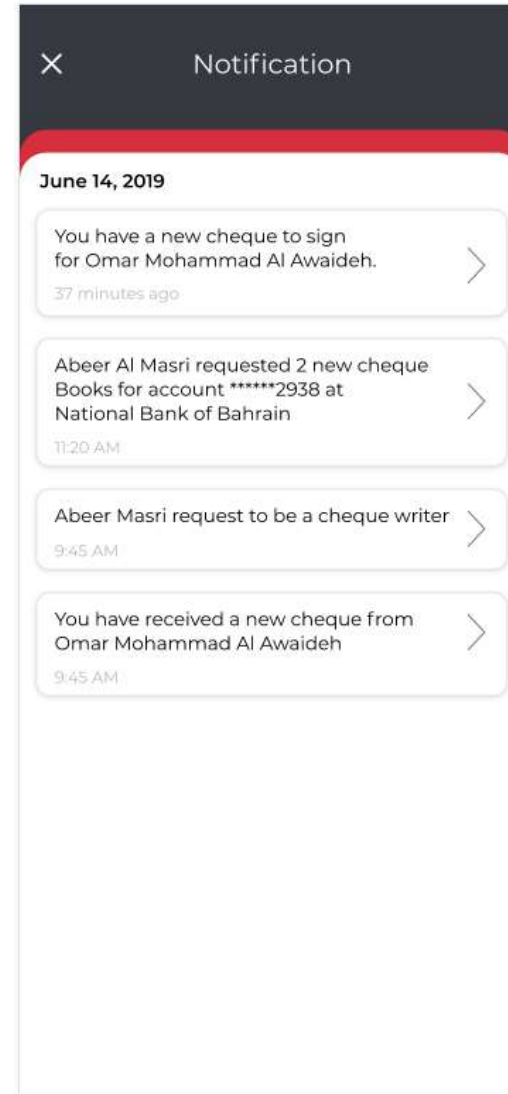 Notification
June 14, 2019
You have a new cheque to sign
for Omar Mohammad Al Awaideh.
37 minutes ago
Abeer Al Masri requested 2 new cheque
Books for account ******2938 at
National Bank of Bahrain
11:20 AM
Abeer Masri request to be a cheque writer
9:45 AM
You have received a new cheque from
Omar Mohammad Al Awaideh
9:45 AM